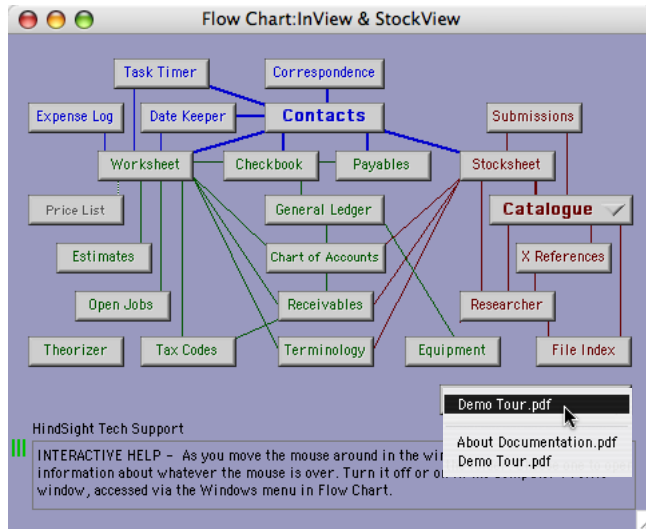 Flow Chart:InView & StockView
Task Timer
Correspondence
Expense Log
Date Keeper
Contacts
Submissions
Worksheet
Checkbook
Payables
Stocksheet
Price List
General Ledger
Catalogue
Estimates
Chart of Accounts
X References
Open Jobs
Receivables
Researcher
Theorizer
Tax Codes
Terminology
Equipment
File Index
Demo Tour.pdf
About Documentation.pdf
Demo Tour.pdf
HindSight Tech Support
INTERACTIVE HELP - As you move the mouse around in the
information about whatever the mouse is over. Turn it off or
window, accessed via the Windows menu in Flow Chart.